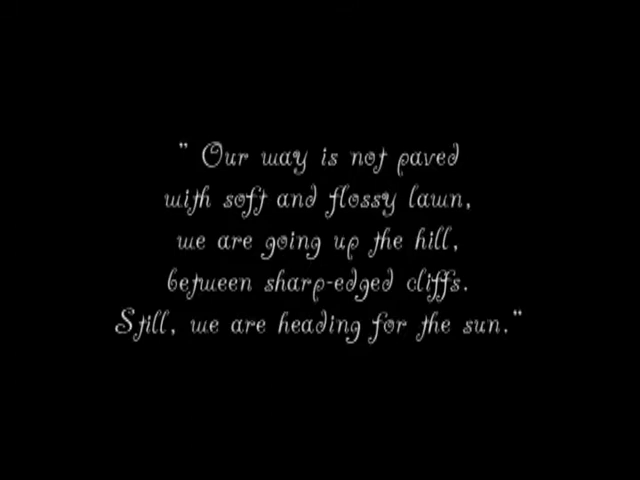 " Our way is not paved
with soft and flossy lawn,
we are going up the hill,
between sharp-edged cliffs.
Still, we are heading for the sun."